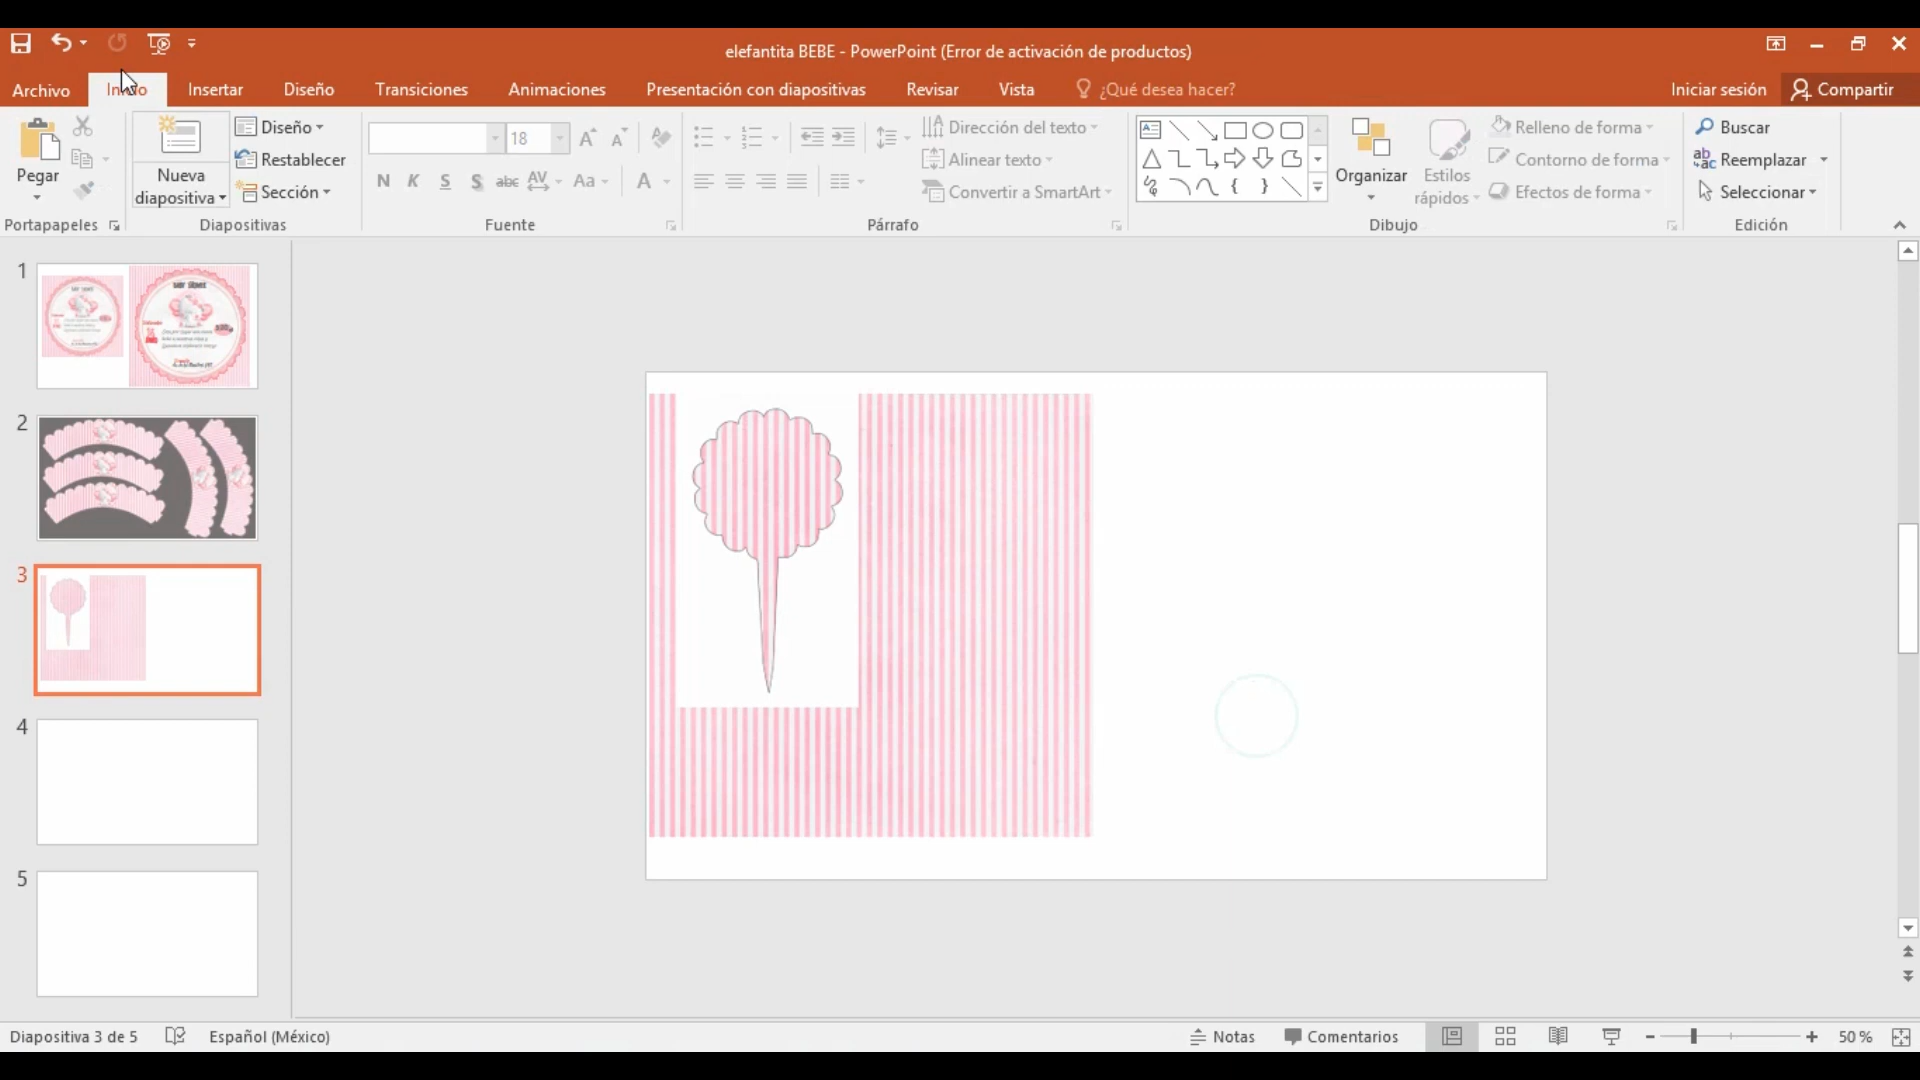 elefantita BEBE - PowerPoint (Error de activación de productos)
Archivo Inicio Insertar Diseño Transiciones Animaciones Presentación con diapositivas Revisar Vista ¿Qué desea hacer? Iniciar sesión Compartir
Pegar
Portapapeles
Nueva diapositiva
Diseño
Restablecer
Sección
Diapositivas
18
N K S S abc AV Aa A
Fuente
Dirección del texto
Alinear texto
Convertir a SmartArt
Párrafo
Organizar
Estilos rápidos
Relleno de forma
Contorno de forma
Efectos de forma
Dibujo
Buscar
Reemplazar
Seleccionar
Edición
1
2
3
4
5
Diapositiva 3 de 5 Español (México) Notas Comentarios 50 %